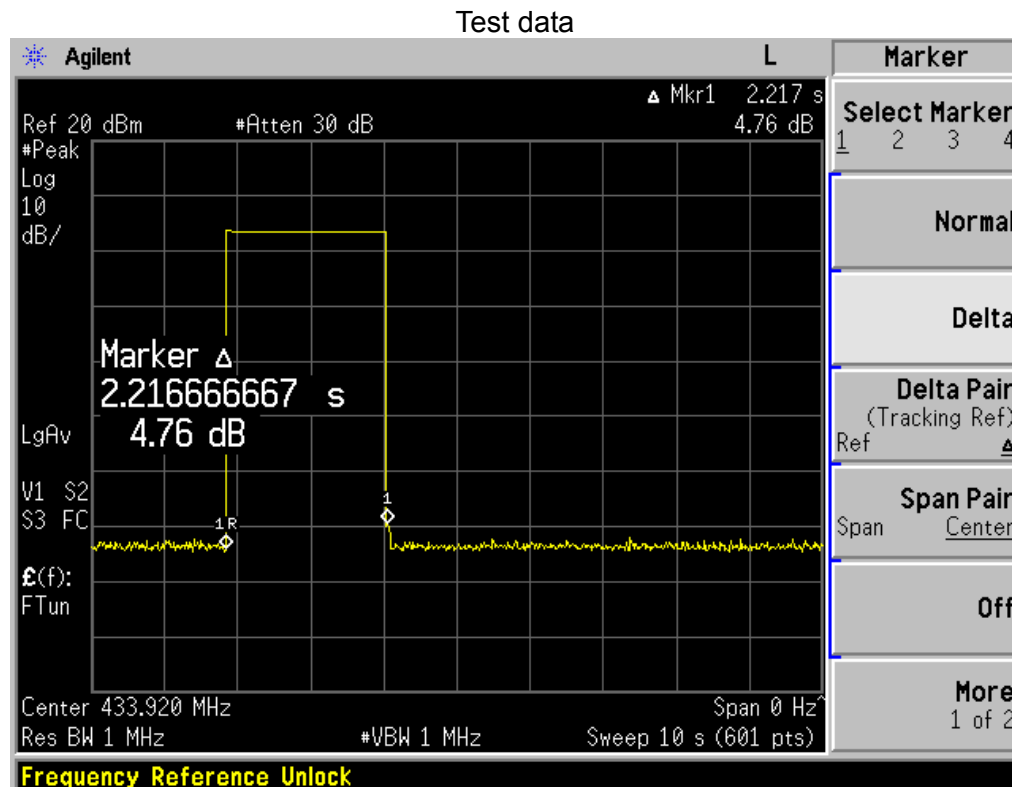 Test data
Agilent L Marker
Δ Mkr1 2.217 s
Ref 20 dBm #Atten 30 dB 4.76 dB
#Peak
Log
10
dB/
Marker Δ
2.216666667 s
4.76 dB
LgAv
V1 S2
S3 FC
1R
1
£(f):
FTun
Center 433.920 MHz Span 0 Hz^
Res BW 1 MHz #VBW 1 MHz Sweep 10 s (601 pts)
Frequency Reference Unlock
Select Marker
1 2 3 4
Normal
Delta
Delta Pair
(Tracking Ref)
Ref Δ
Span Pair
Span Center
Off
More
1 of 2